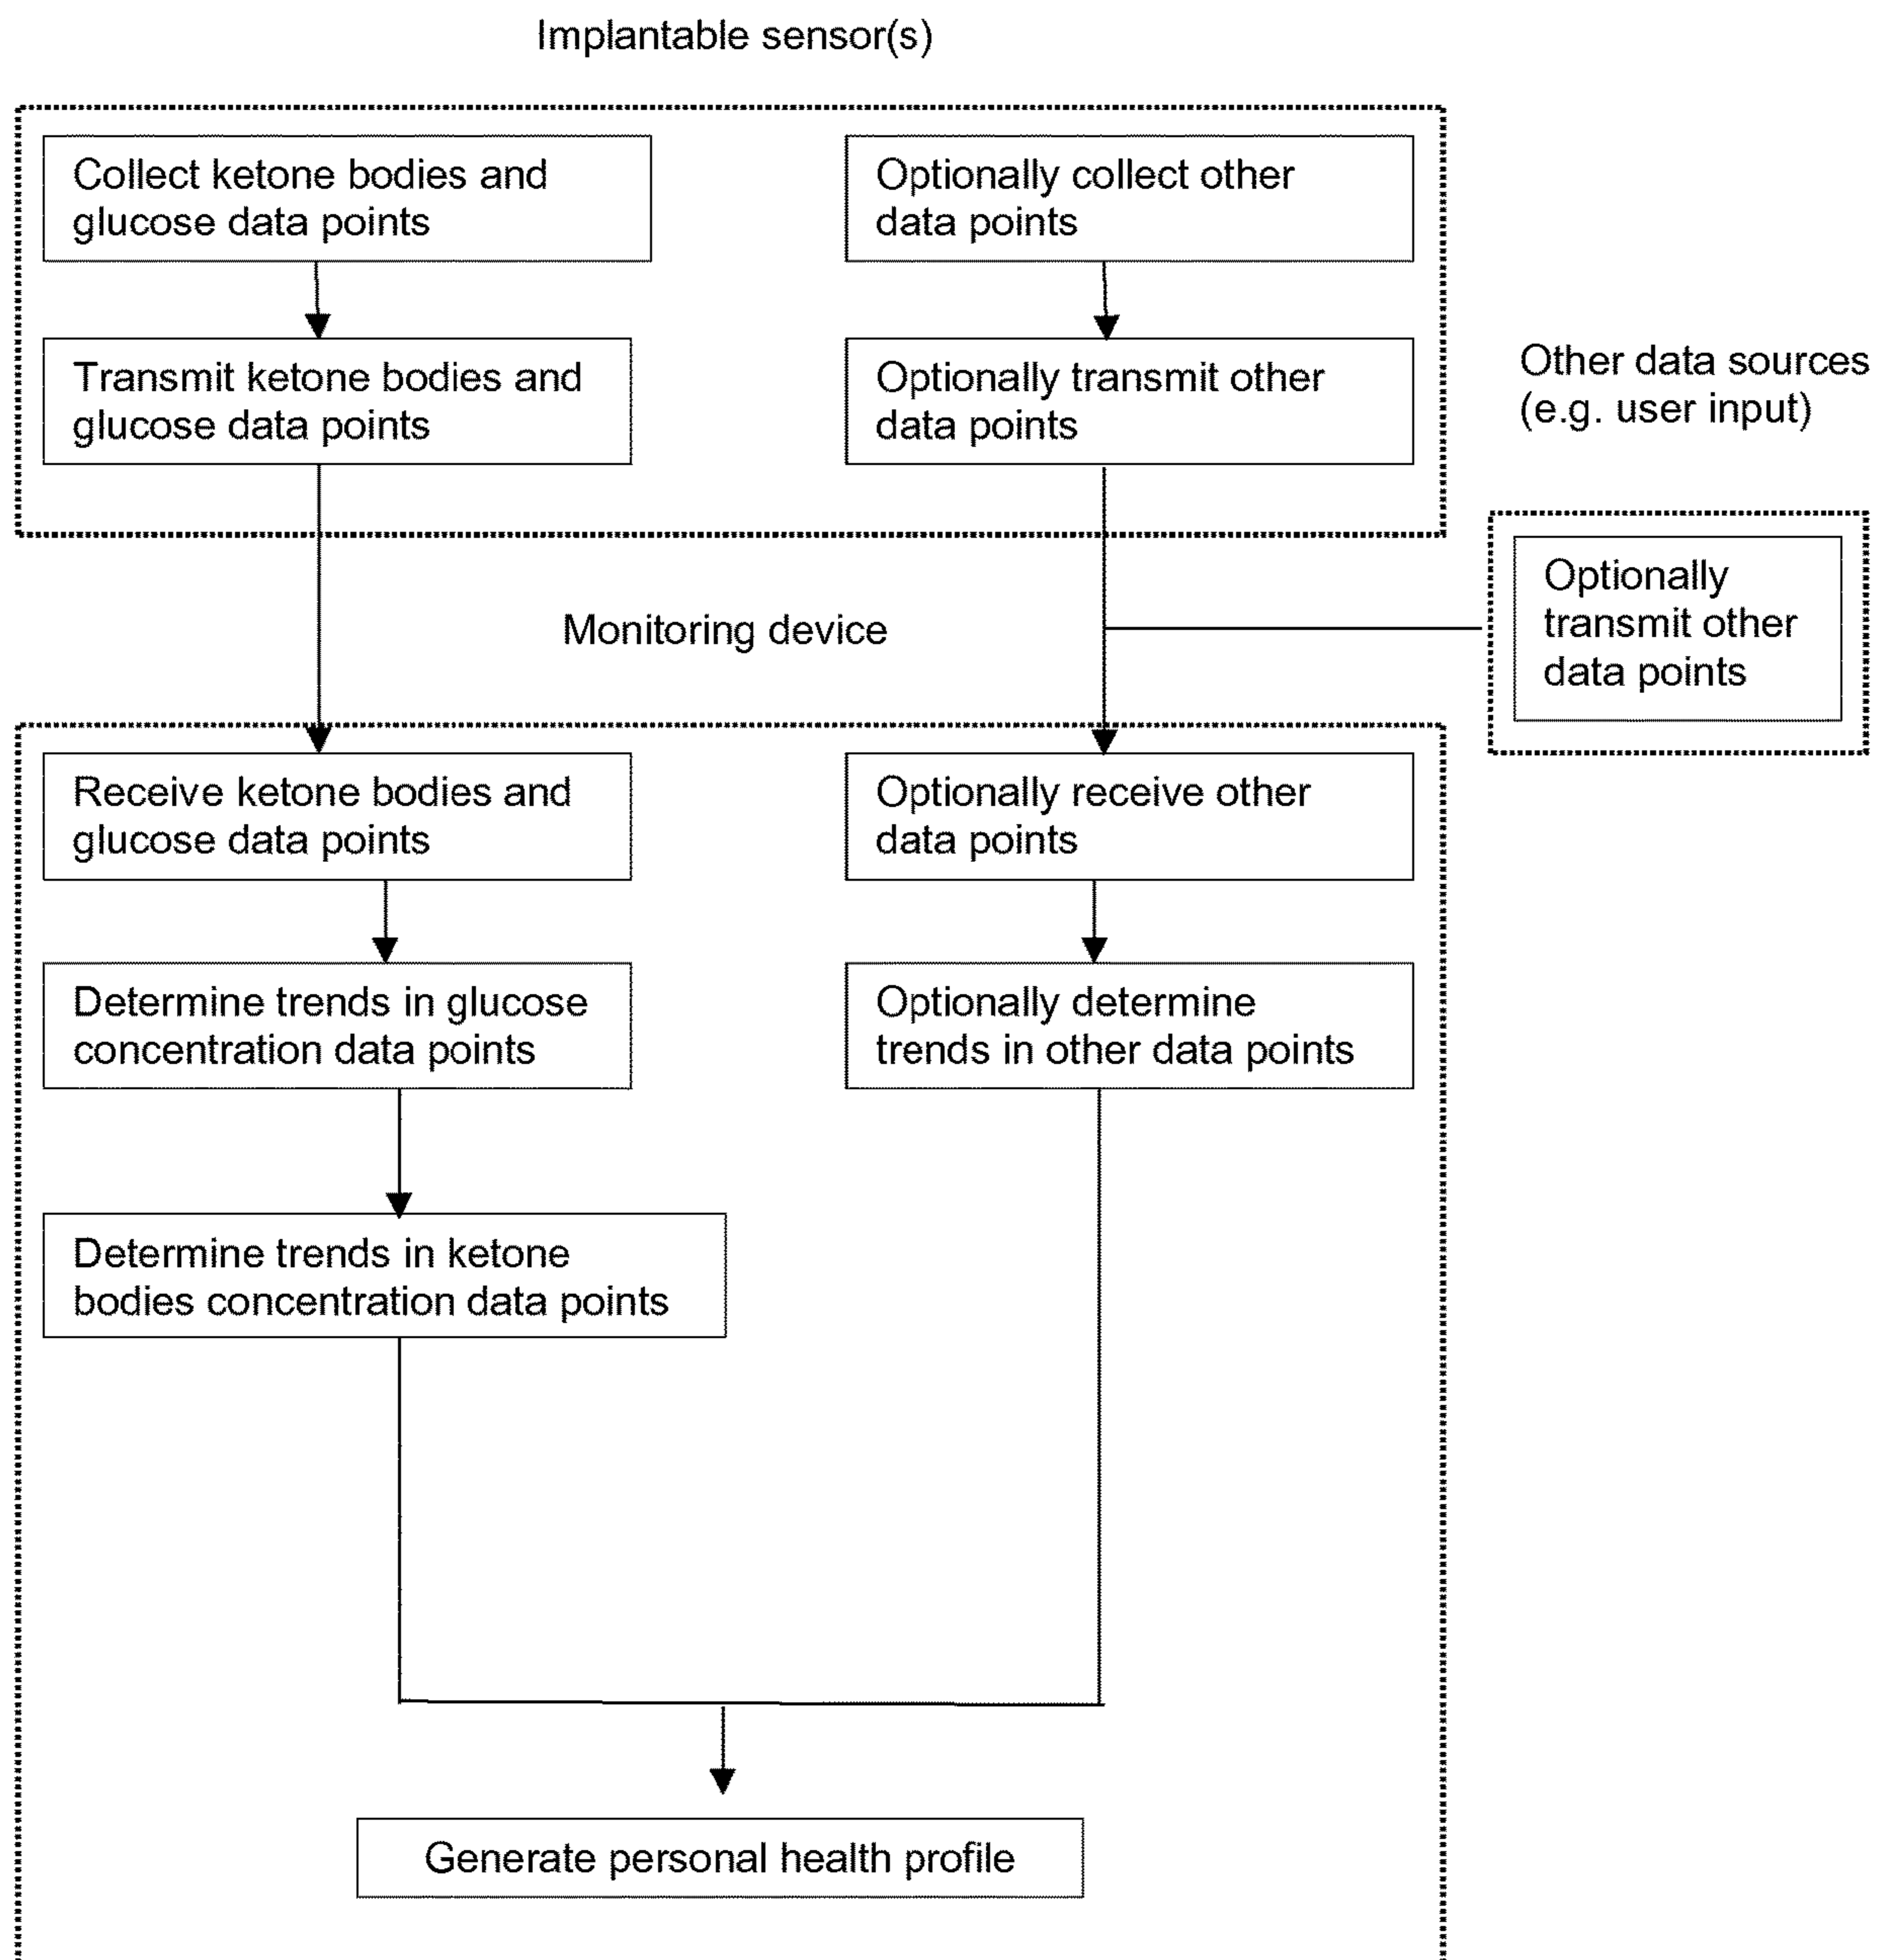 Implantable sensor(s)
Collect ketone bodies and
glucose data points
Optionally collect other
data points
Transmit ketone bodies and
glucose data points
Optionally transmit other
data points
Other data sources
(e.g. user input)
Optionally
transmit other
data points
Monitoring device
Receive ketone bodies and
glucose data points
Optionally receive other
data points
Determine trends in glucose
concentration data points
Optionally determine
trends in other data points
Determine trends in ketone
bodies concentration data points
Generate personal health profile